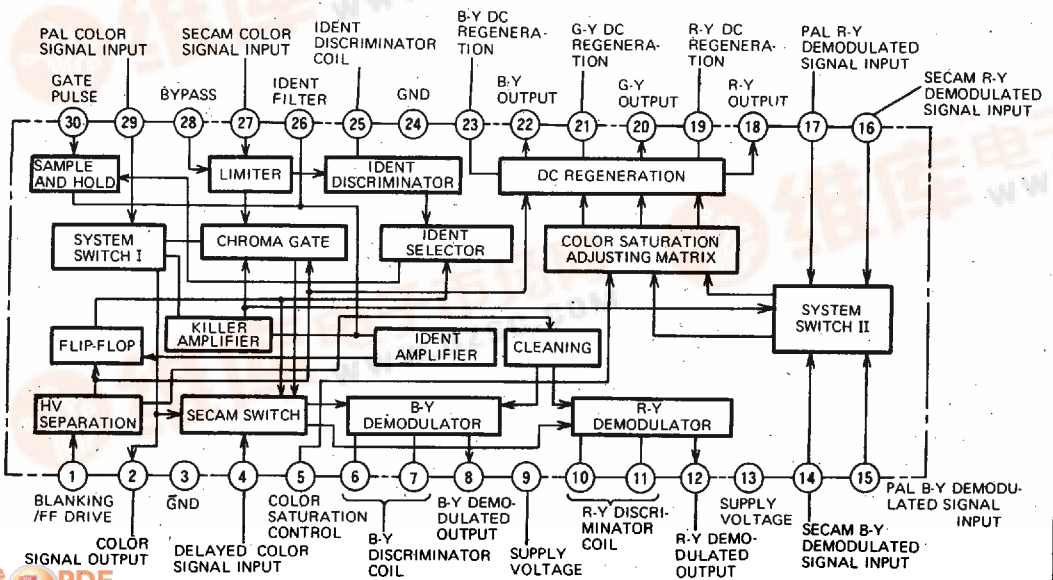 PAL COLOR
SIGNAL INPUT
SECAM COLOR
SIGNAL INPUT
IDENT
DISCRIMINATOR
COIL
B-Y DC
REGENERA-
TION
G-Y DC
REGENERA-
TION
R-Y DC
REGENERA-
TION
PAL R-Y
DEMODULATED
SIGNAL INPUT
GATE
PULSE
BYPASS
IDENT
FILTER
GND
B-Y
OUTPUT
G-Y
OUTPUT
R-Y
OUTPUT
SECAM R-Y
DEMODULATED
SIGNAL INPUT
30
29
28
27
26
25
24
23
22
21
20
19
18
17
16
SAMPLE
AND HOLD
LIMITER
IDENT
DISCRIMINATOR
DC REGENERATION
SYSTEM
SWITCH I
CHROMA GATE
IDENT
SELECTOR
COLOR SATURATION
ADJUSTING MATRIX
SYSTEM
SWITCH II
FLIP-FLOP
KILLER
AMPLIFIER
IDENT
AMPLIFIER
CLEANING
HV
SEPARATION
SECAM SWITCH
B-Y
DEMODULATOR
R-Y
DEMODULATOR
1
2
3
4
5
6
7
8
9
10
11
12
13
14
15
BLANKING
/FF DRIVE
COLOR
SIGNAL OUTPUT
GND
DELAYED COLOR
SIGNAL INPUT
COLOR
SATURATION
CONTROL
B-Y
DISCRIMINATOR
COIL
B-Y DEMO-
DULATED
OUTPUT
SUPPLY
VOLTAGE
R-Y DISCRI-
MINATOR
COIL
R-Y DEMO-
DULATED
OUTPUT
SUPPLY
VOLTAGE
SECAM B-Y
DEMODULATED
SIGNAL INPUT
PAL B-Y DEMODU-
LATED SIGNAL
INPUT
PDF